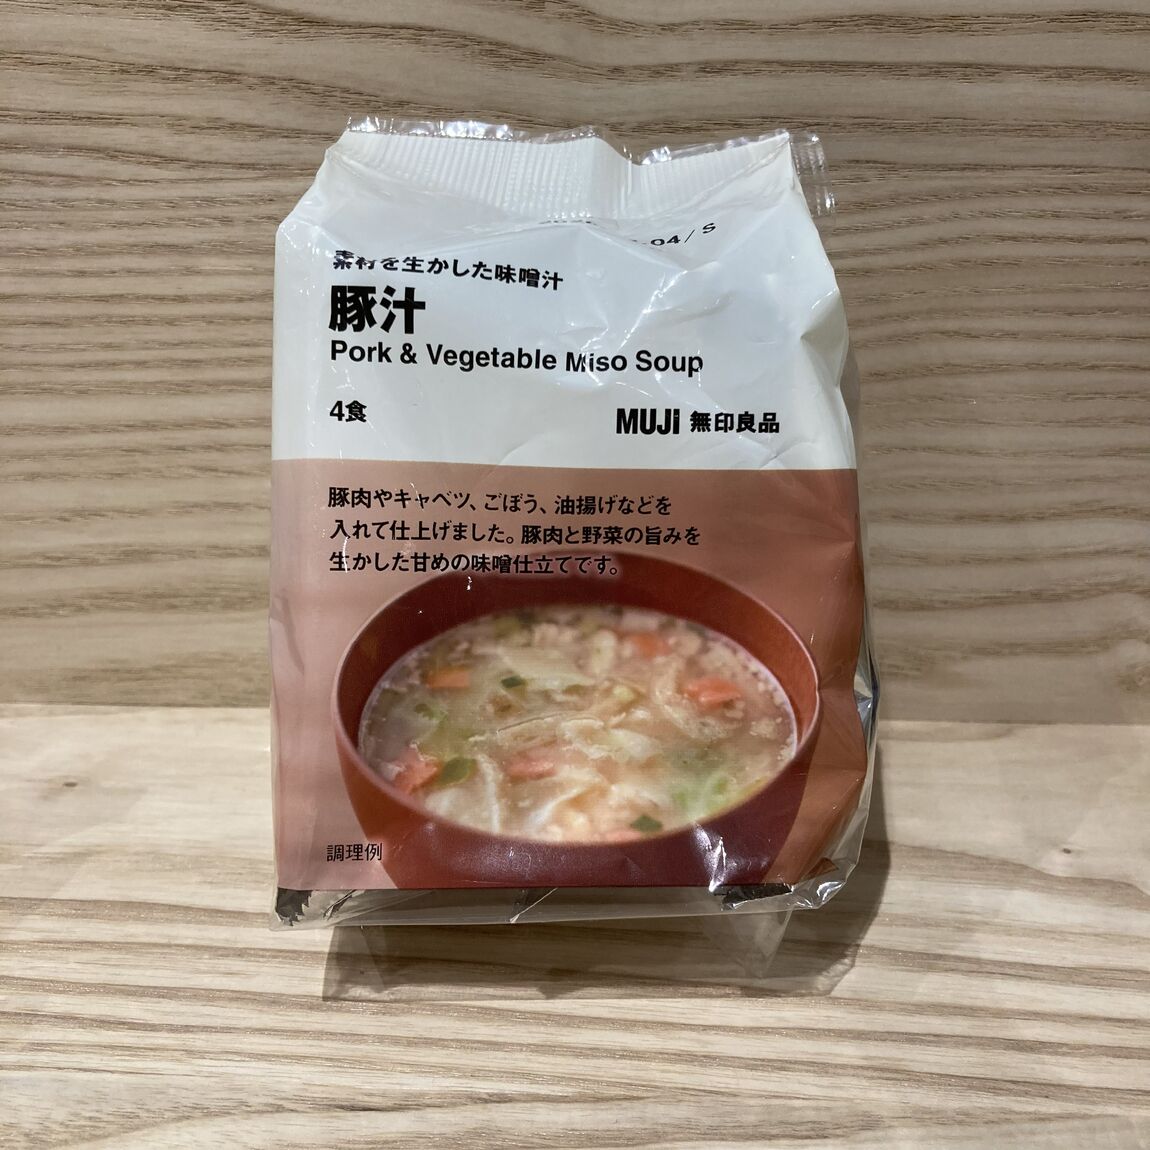 04/S
素材を生かした味噌汁
豚汁
Pork & Vegetable Miso Soup
4食
MUJI 無印良品
豚肉やキャベツ、ごぼう、油揚げなどを
入れて仕上げました。豚肉と野菜の旨みを
生かした甘めの味噌仕立てです。
調理例